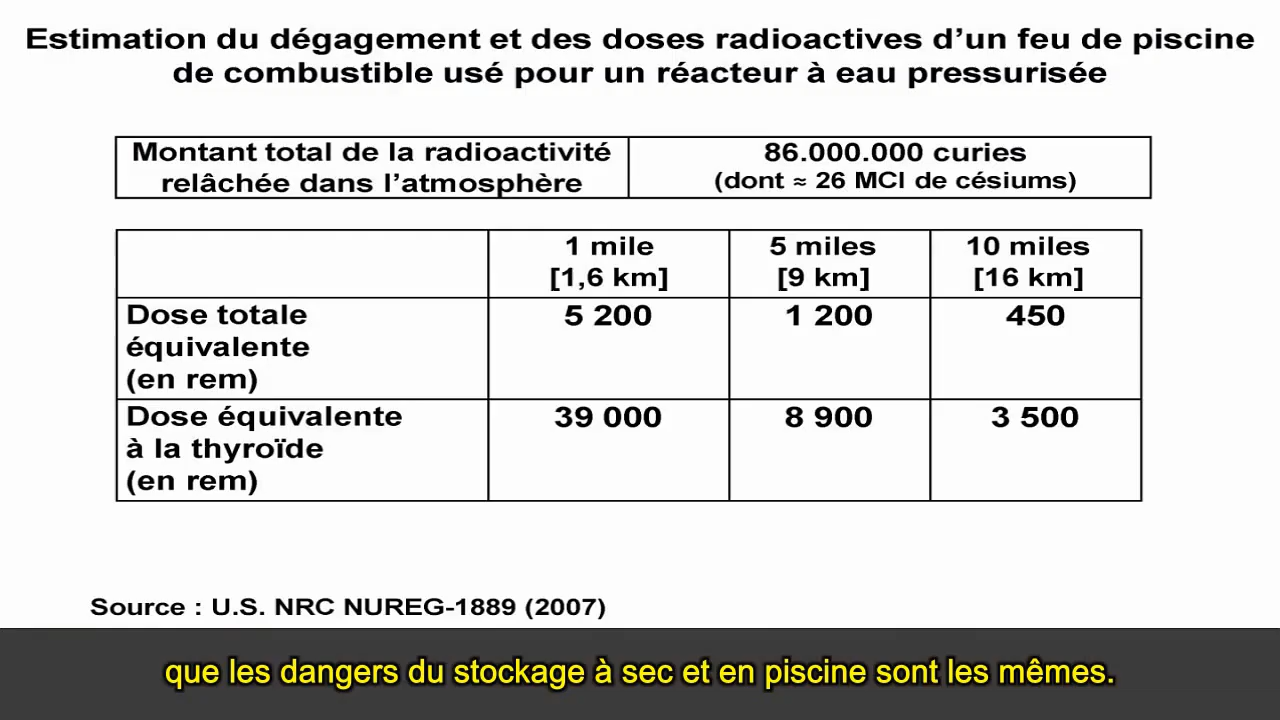 Estimation du dégagement et des doses radioactives d’un feu de piscine
de combustible usé pour un réacteur à eau pressurisée
Montant total de la radioactivité
relâchée dans l’atmosphère
86.000.000 curies
(dont ≈ 26 MCI de césiums)
1 mile
[1,6 km]
5 miles
[9 km]
10 miles
[16 km]
Dose totale
équivalente
(en rem)
5 200
1 200
450
Dose équivalente
à la thyroïde
(en rem)
39 000
8 900
3 500
Source : U.S. NRC NUREG-1889 (2007)
que les dangers du stockage à sec et en piscine sont les mêmes.